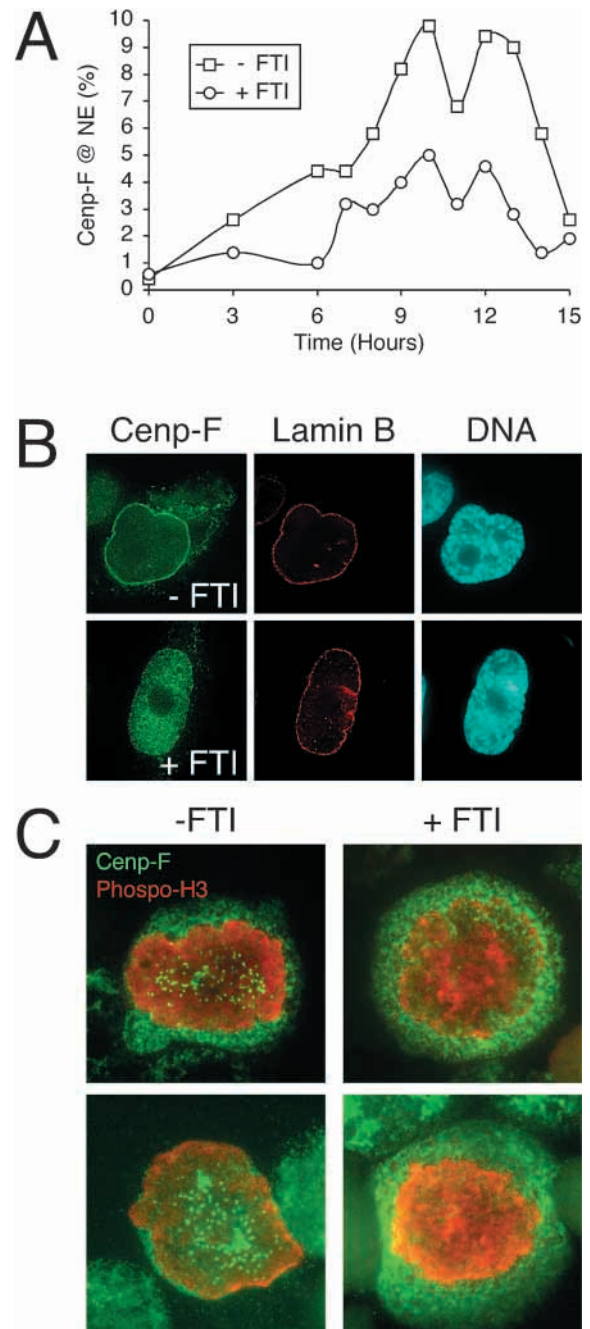 A
Cenp-F @ NE (%)
10
9
8
7
6
5
4
3
2
1
0
- FTI
+ FTI
0 3 6 9 12 15
Time (Hours)
B
Cenp-F Lamin B DNA
- FTI
+ FTI
C
-FTI + FTI
Cenp-F
Phospo-H3